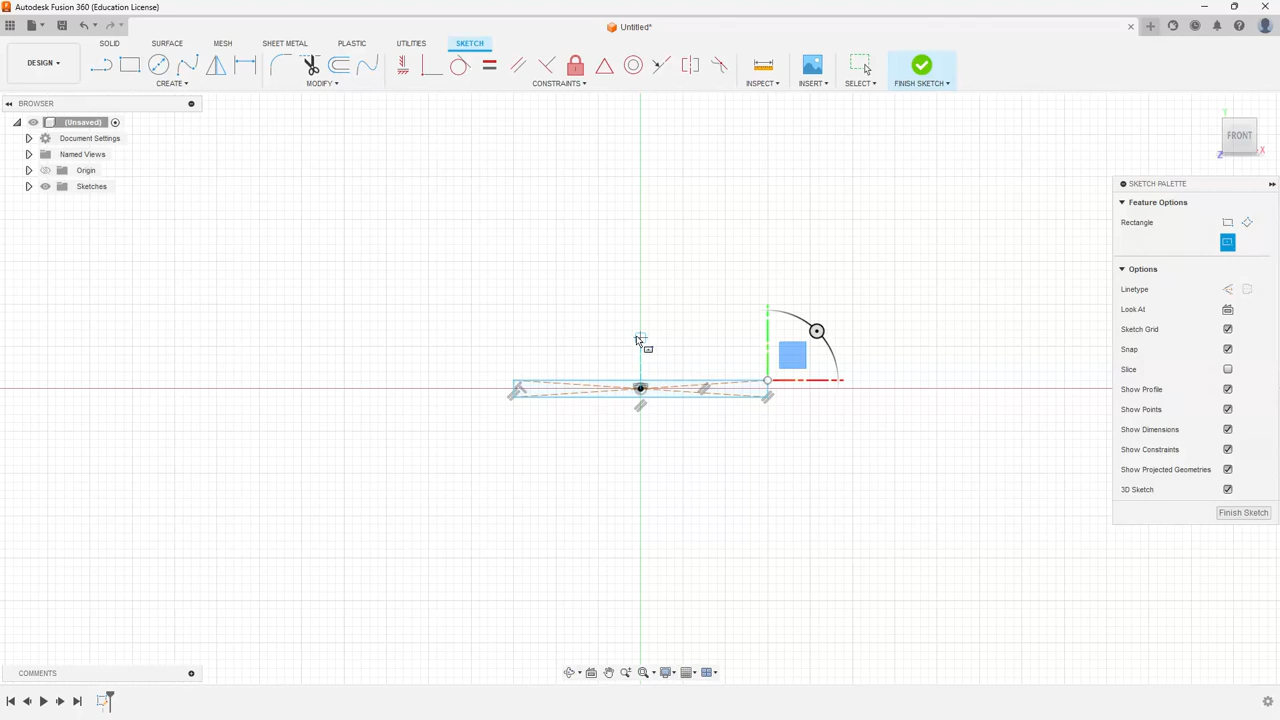 Autodesk Fusion 360 (Education License)
Untitled*
DESIGN
SOLID
SURFACE
MESH
SHEET METAL
PLASTIC
UTILITIES
SKETCH
CREATE
MODIFY
CONSTRAINTS
INSPECT
INSERT
SELECT
FINISH SKETCH
BROWSER
(Unsaved)
Document Settings
Named Views
Origin
Sketches
Y
FRONT
X
Z
SKETCH PALETTE
Feature Options
Rectangle
Options
Linetype
Look At
Sketch Grid
Snap
Slice
Show Profile
Show Points
Show Dimensions
Show Constraints
Show Projected Geometries
3D Sketch
Finish Sketch
COMMENTS